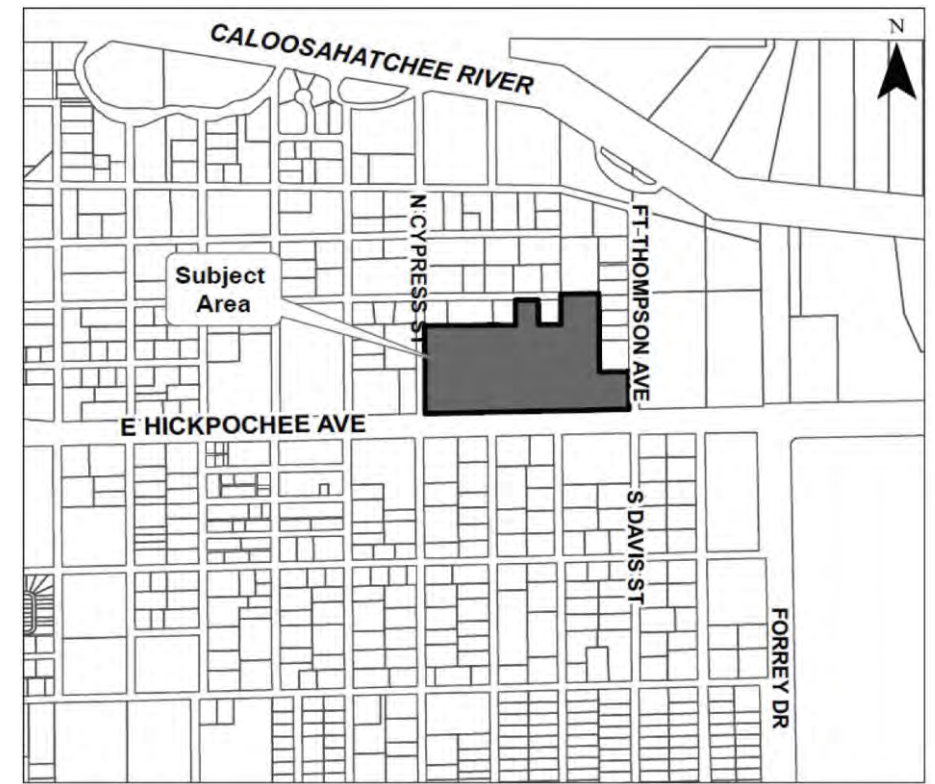 CALOOSAHATCHEE RIVER
N
N CYPRESS ST
FT THOMPSON AVE
Subject
Area
E HICKPOCHEE AVE
S DAVIS ST
FORREY DR